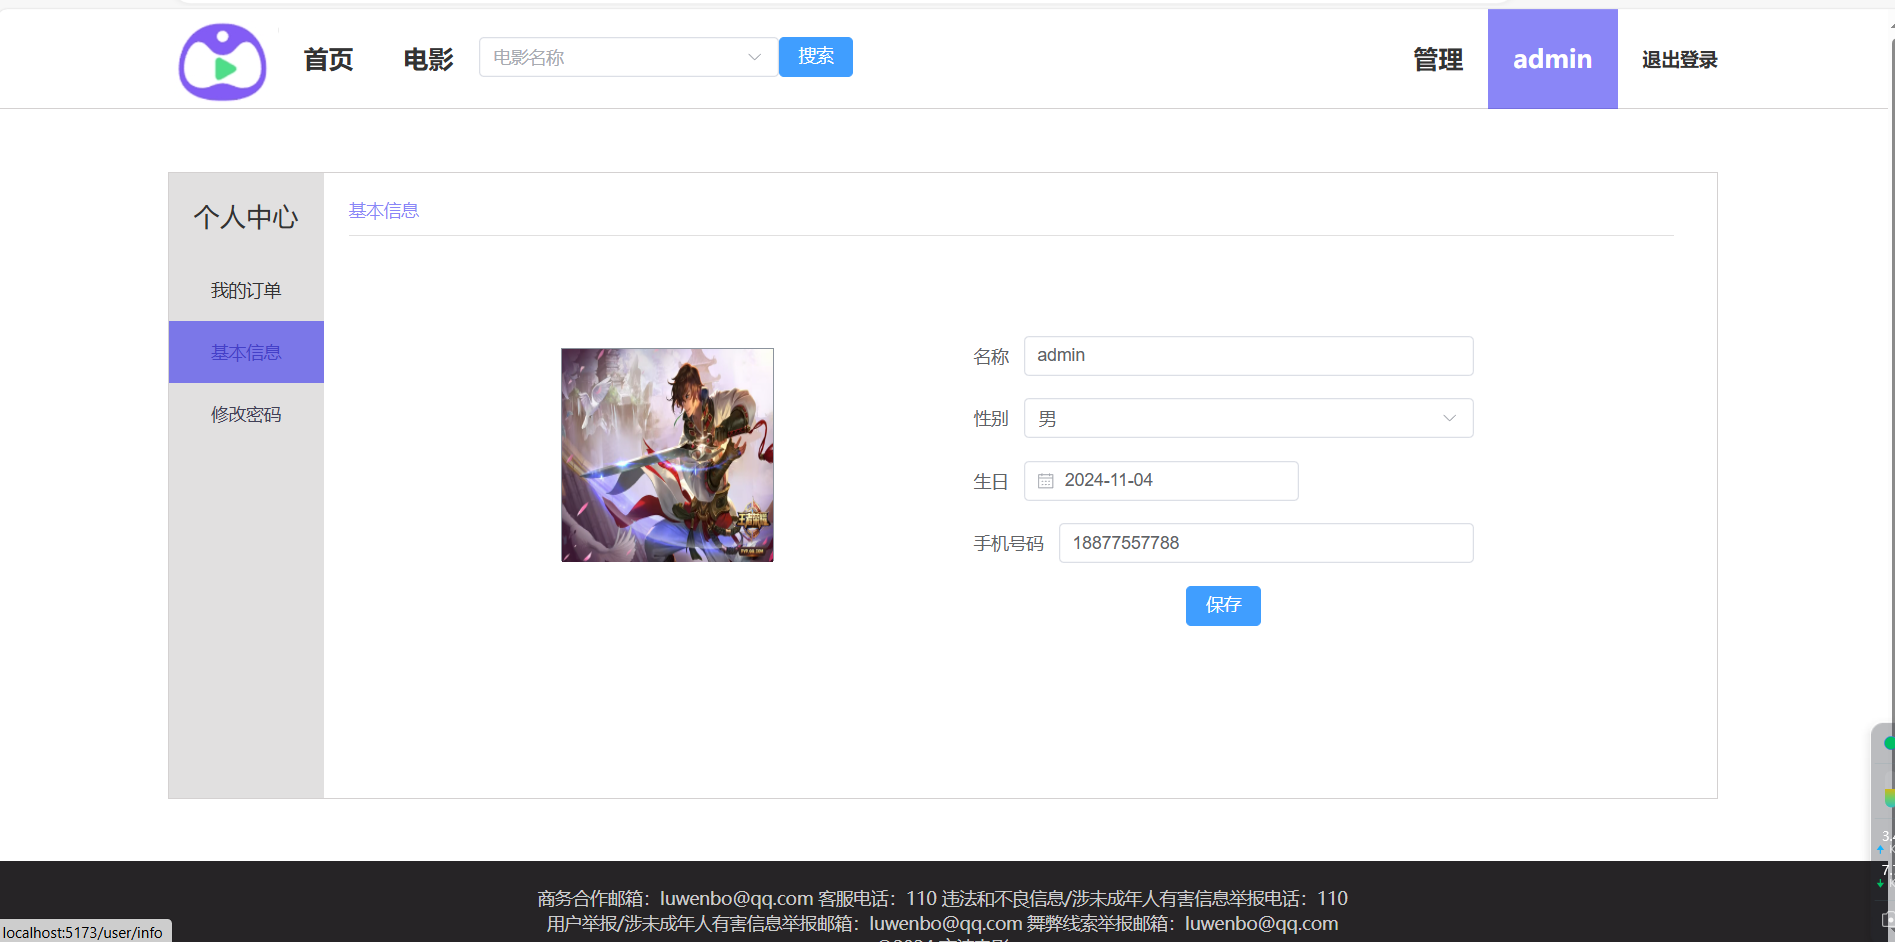 首页
电影
电影名称
搜索
管理
admin
退出登录
个人中心
我的订单
基本信息
修改密码
基本信息
王者荣耀
名称
admin
性别
男
生日
2024-11-04
手机号码
18877557788
保存
商务合作邮箱：luwenbo@qq.com 客服电话：110 违法和不良信息/涉未成年人有害信息举报电话：110
用户举报/涉未成年人有害信息举报邮箱：luwenbo@qq.com 舞弊线索举报邮箱：luwenbo@qq.com
localhost:5173/user/info